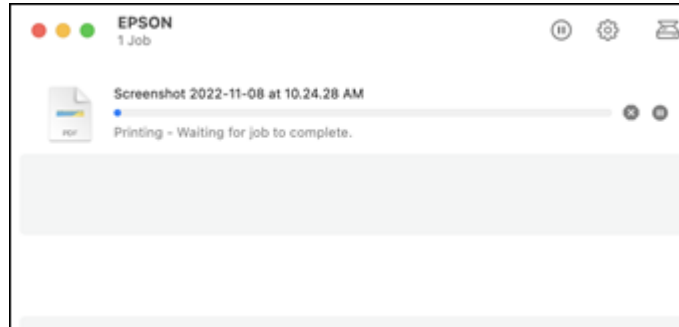 EPSON
1 Job
Screenshot 2022-11-08 at 10.24.28 AM
Printing - Waiting for job to complete.
PDF